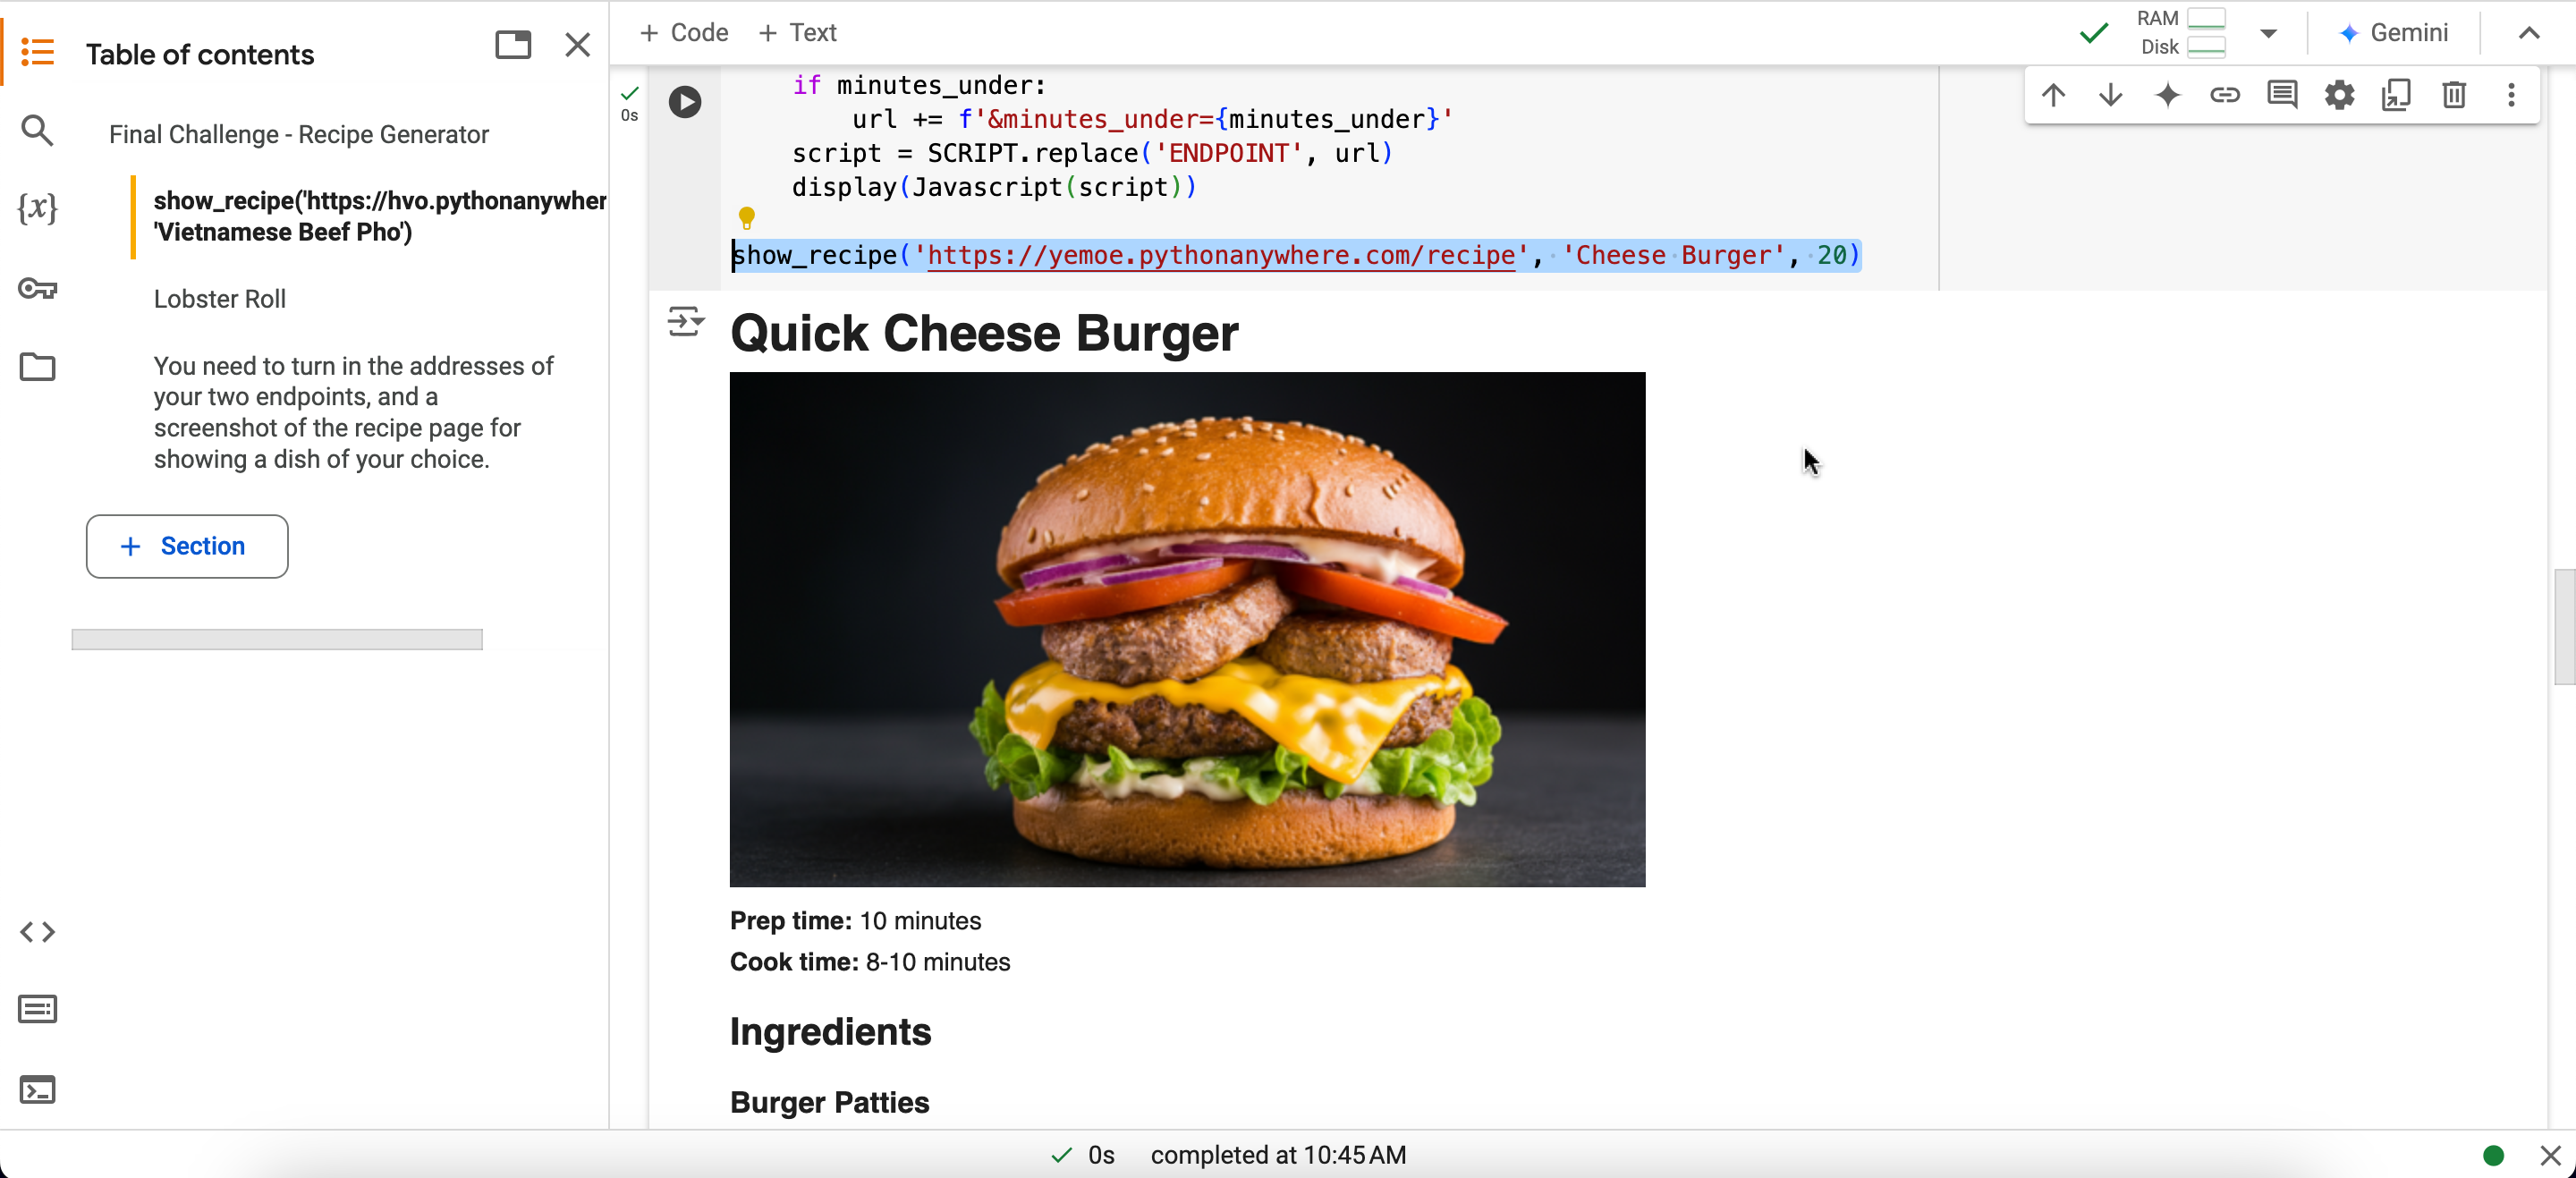 Table of contents
Final Challenge - Recipe Generator
show_recipe('https://hvo.pythonanywher
'Vietnamese Beef Pho')
Lobster Roll
You need to turn in the addresses of
your two endpoints, and a
screenshot of the recipe page for
showing a dish of your choice.
+ Section
{x}
+ Code + Text
RAM
Disk
Gemini
0s
if minutes_under:
url += f'&minutes_under={minutes_under}'
script = SCRIPT.replace('ENDPOINT', url)
display(Javascript(script))
show_recipe('https://yemoe.pythonanywhere.com/recipe', 'Cheese Burger', 20)
Quick Cheese Burger
Prep time: 10 minutes
Cook time: 8-10 minutes
Ingredients
Burger Patties
0s completed at 10:45 AM